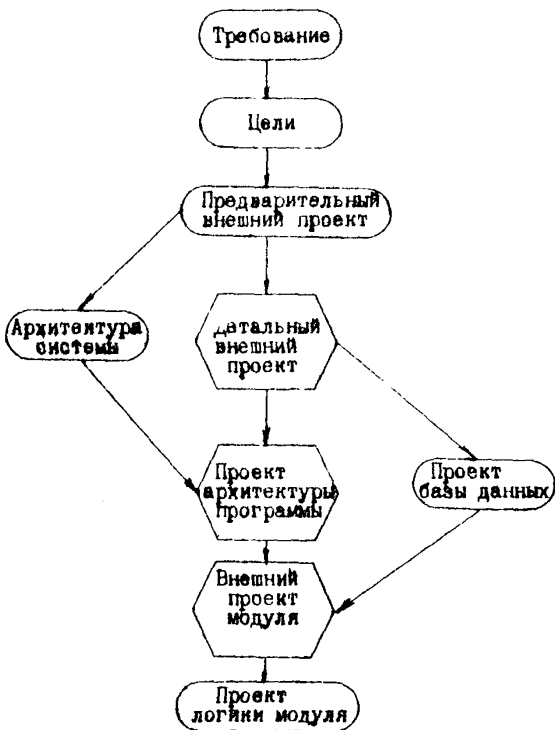 Требование
Цели
Предварительный
внешний проект
Архитектура
системы
Детальный
внешний
проект
Проект
архитектуры
программы
Проект
базы данных
Внешний
проект
модуля
Проект
логики модуля